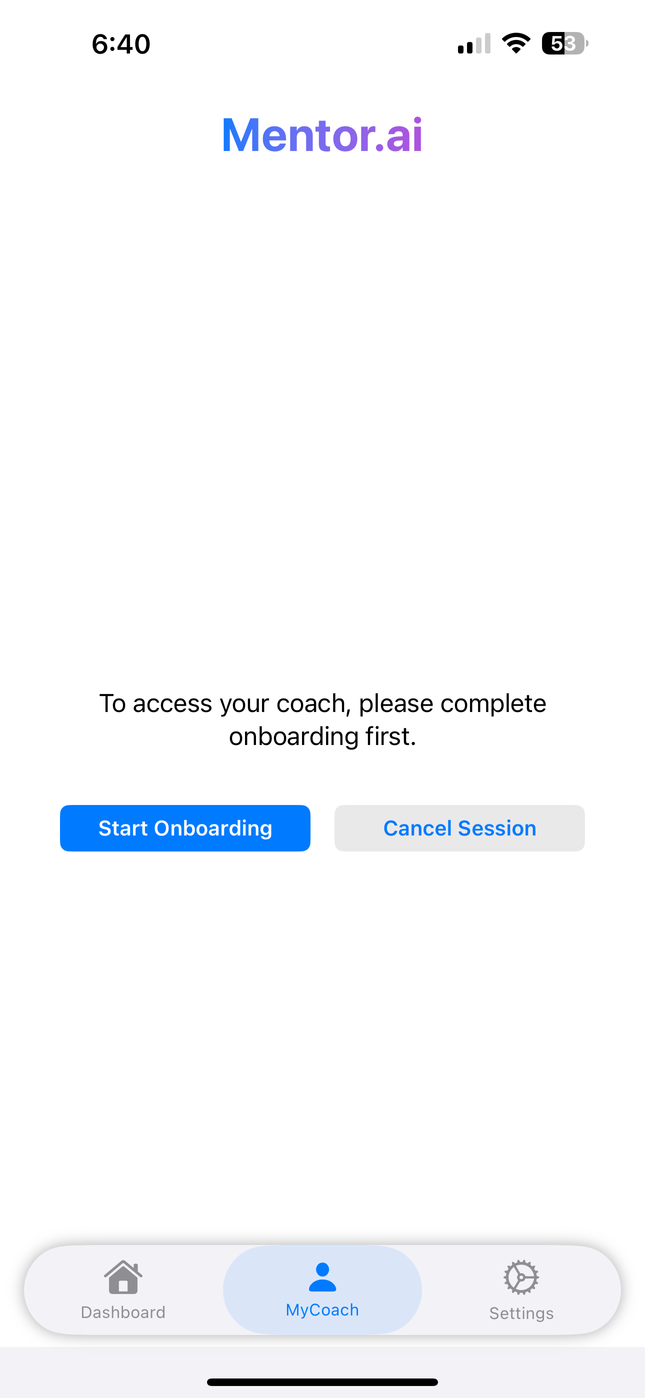 6:40
53
Mentor.ai
To access your coach, please complete
onboarding first.
Start Onboarding
Cancel Session
Dashboard
MyCoach
Settings